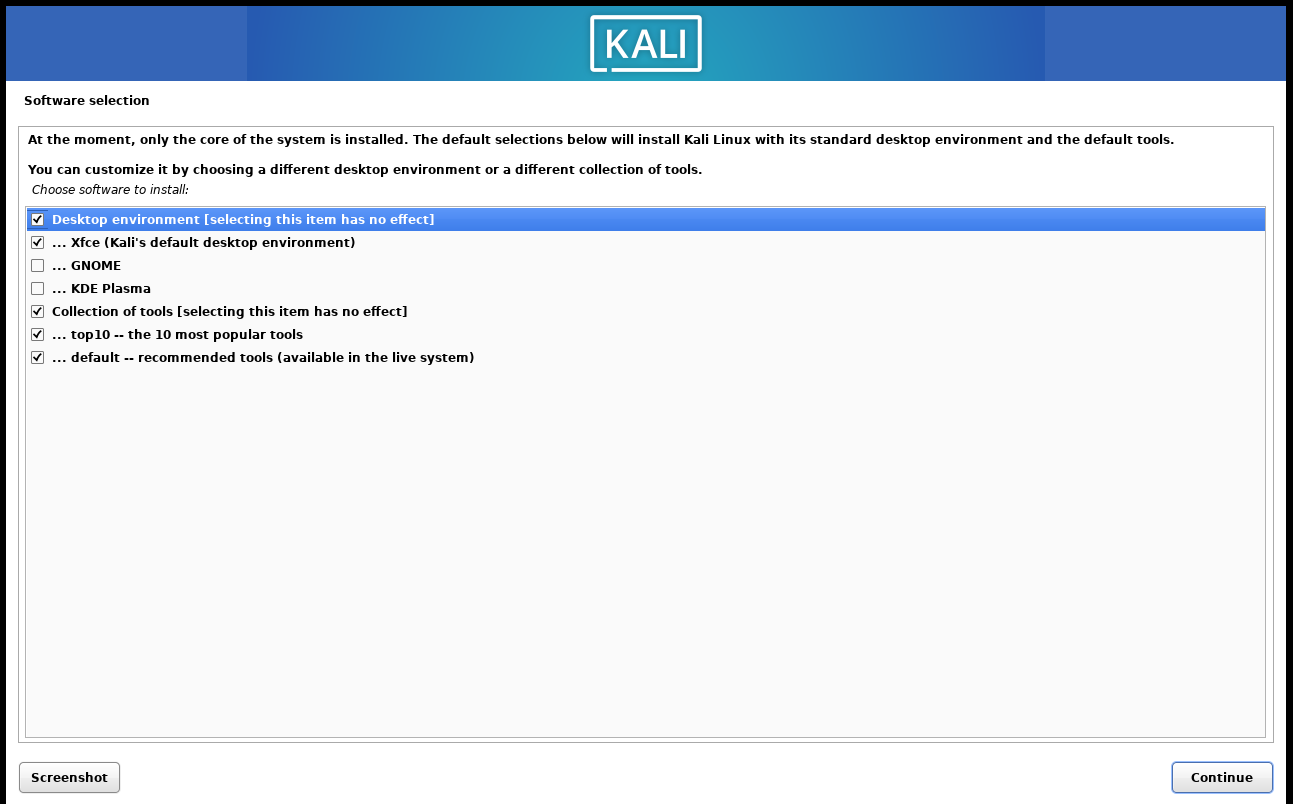 KALI
Software selection
At the moment, only the core of the system is installed. The default selections below will install Kali Linux with its standard desktop environment and the default tools.
You can customize it by choosing a different desktop environment or a different collection of tools.
Choose software to install:
Desktop environment [selecting this item has no effect]
... Xfce (Kali's default desktop environment)
... GNOME
... KDE Plasma
Collection of tools [selecting this item has no effect]
... top10 -- the 10 most popular tools
... default -- recommended tools (available in the live system)
Screenshot
Continue